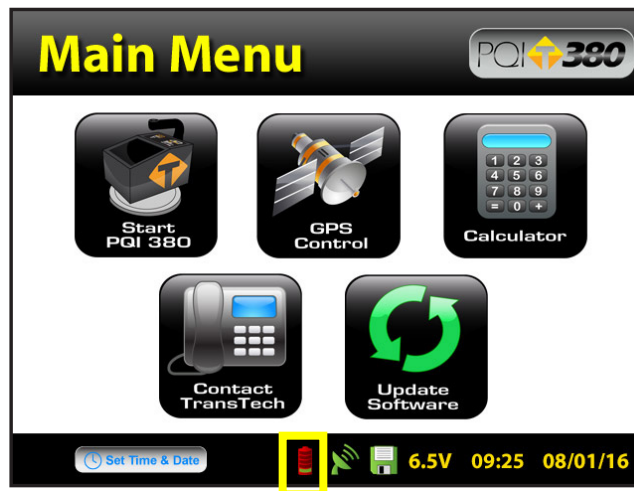 Main Menu
PQI T 380
T
Start
PQI 380
GPS
Control
1 2 3
4 5 6
7 8 9
= 0 +
Calculator
Contact
TransTech
Update
Software
Set Time & Date
6.5V 09:25 08/01/16